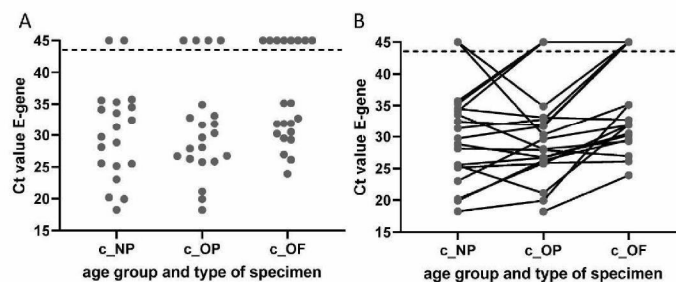 A
Ct value E-gene
45
40
35
30
25
20
15
c_NP c_OP c_OF
age group and type of specimen
B
Ct value E-gene
45
40
35
30
25
20
15
c_NP c_OP c_OF
age group and type of specimen